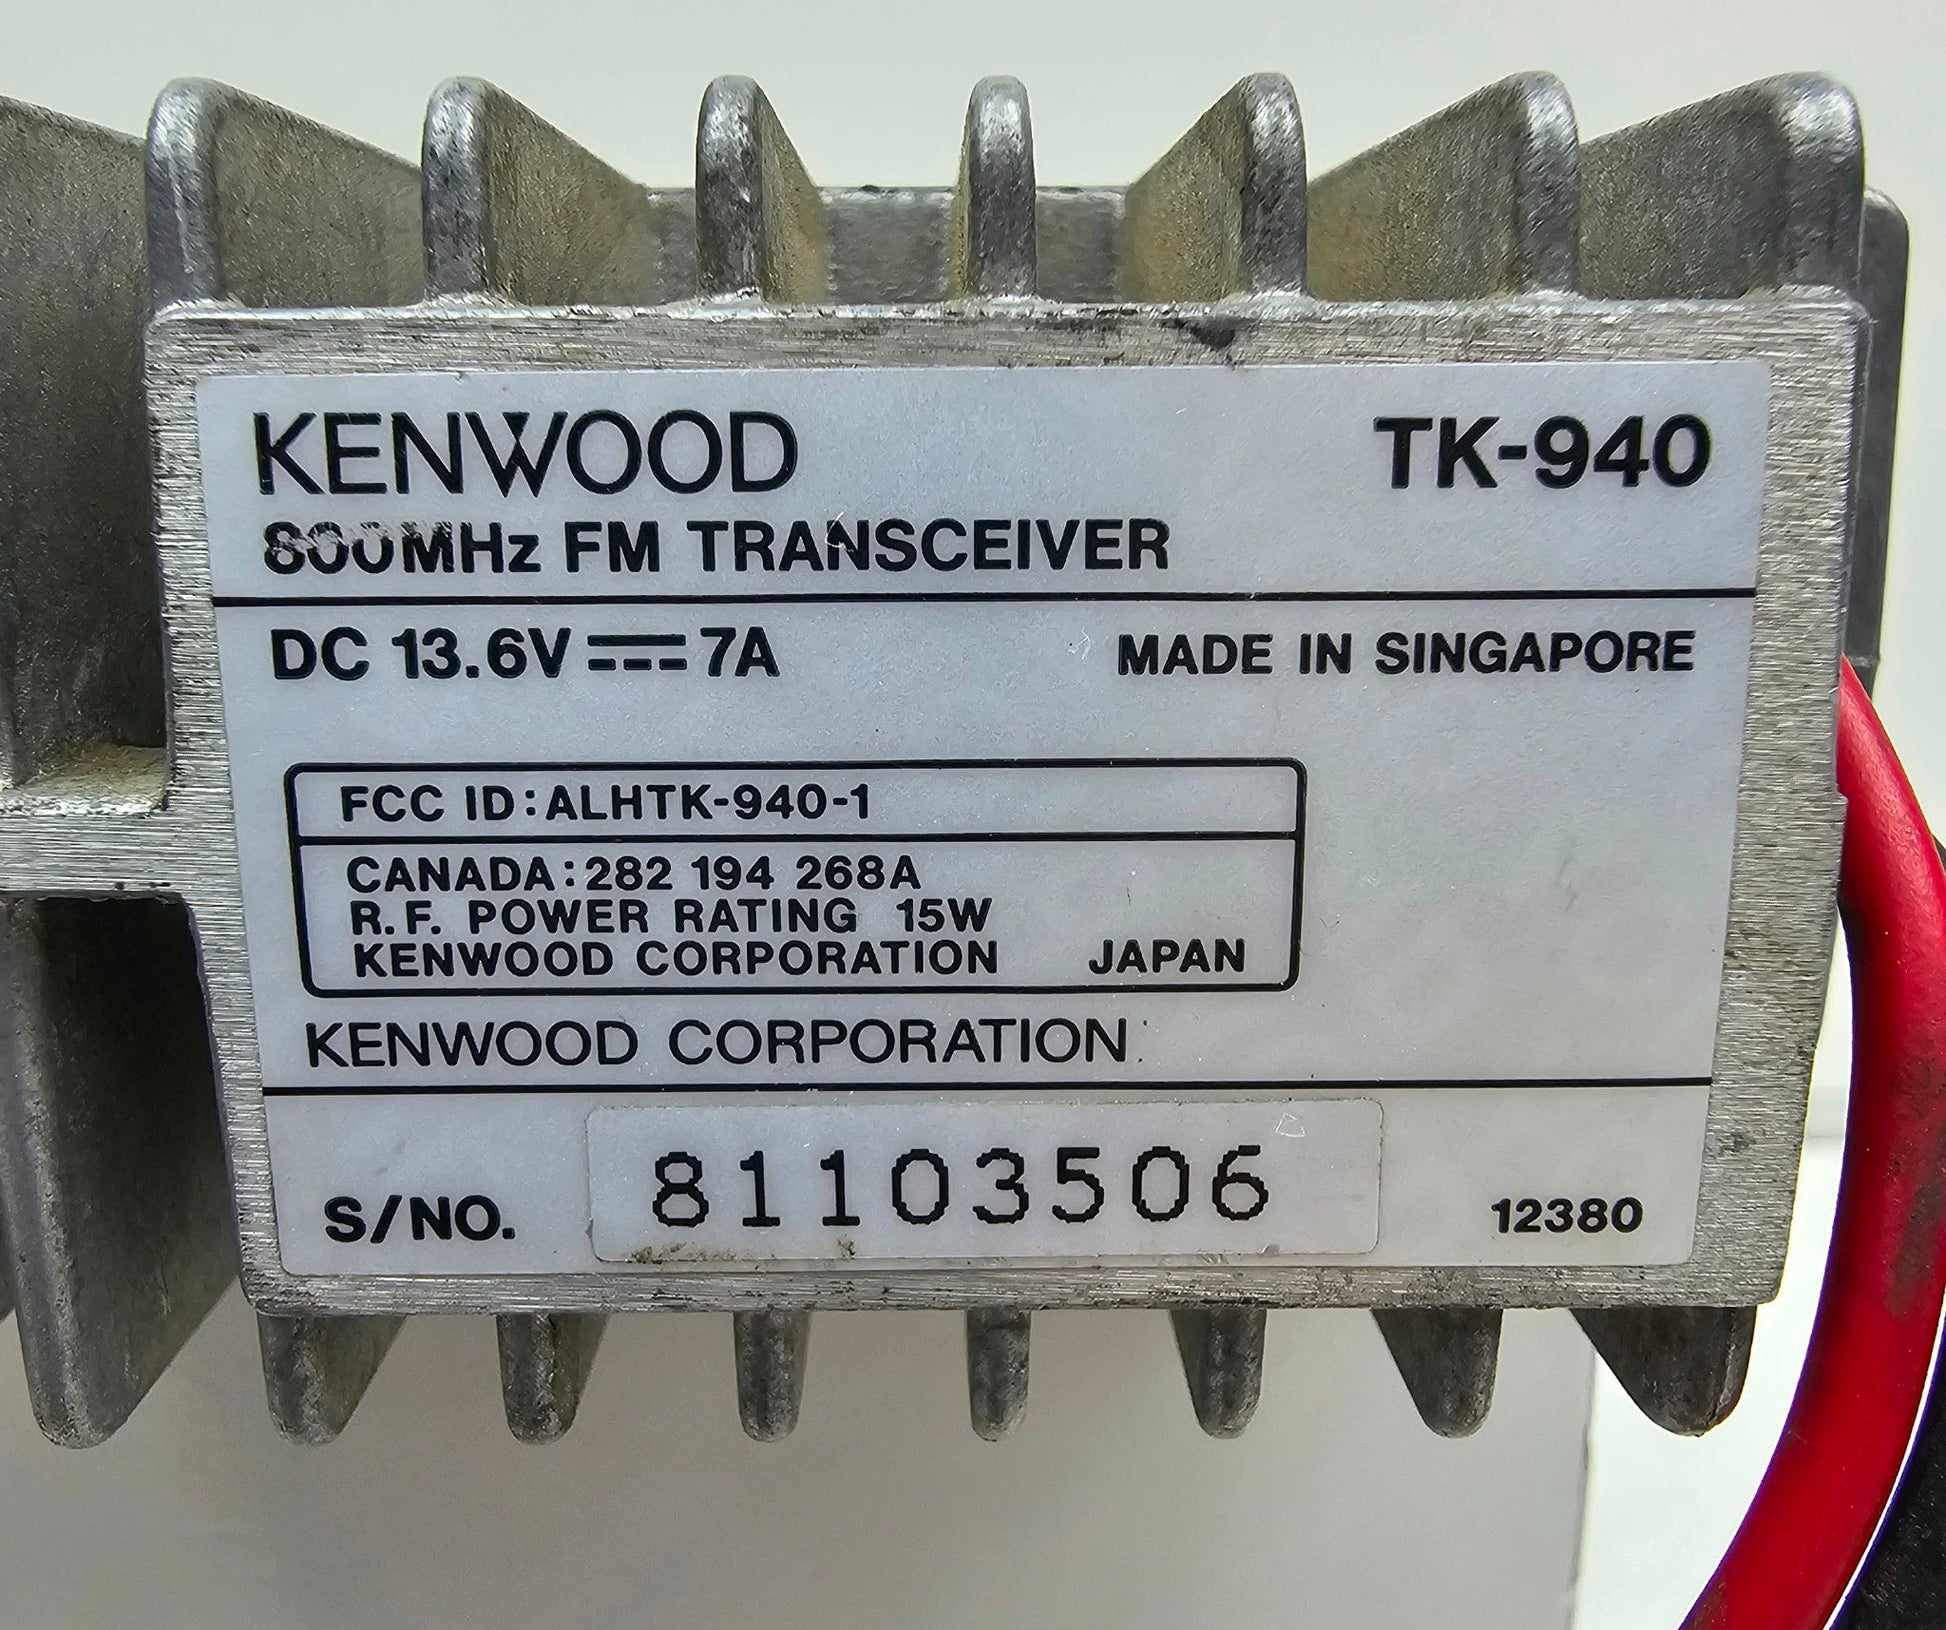 KENWOOD TK-940
800MHz FM TRANSCEIVER
DC 13.6V ⎓ 7A MADE IN SINGAPORE
FCC ID:ALHTK-940-1
CANADA:282 194 268A
R.F. POWER RATING 15W
KENWOOD CORPORATION JAPAN
KENWOOD CORPORATION
S/NO. 81103506 12380